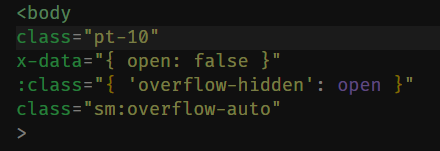 <body
class="pt-10"
x-data="{ open: false }"
:class="{ 'overflow-hidden': open }"
class="sm:overflow-auto"
>